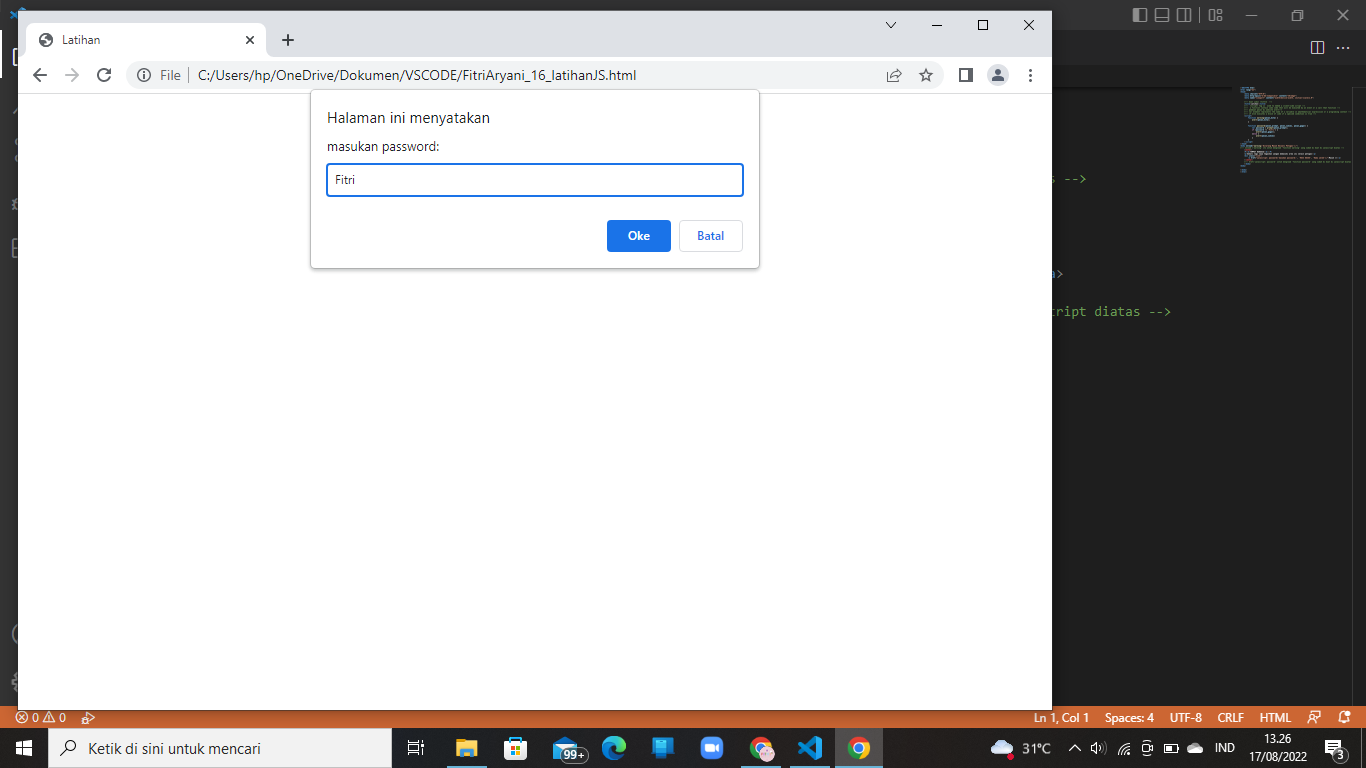 Latihan
File
C:/Users/hp/OneDrive/Dokumen/VSCODE/FitriAryani_16_latihanJS.html
Halaman ini menyatakan
masukan password:
Fitri
Oke
Batal
-->
>
ript diatas -->
0 0
Ln 1, Col 1
Spaces: 4
UTF-8
CRLF
HTML
Ketik di sini untuk mencari
99+
31°C
IND
13.26
17/08/2022
3